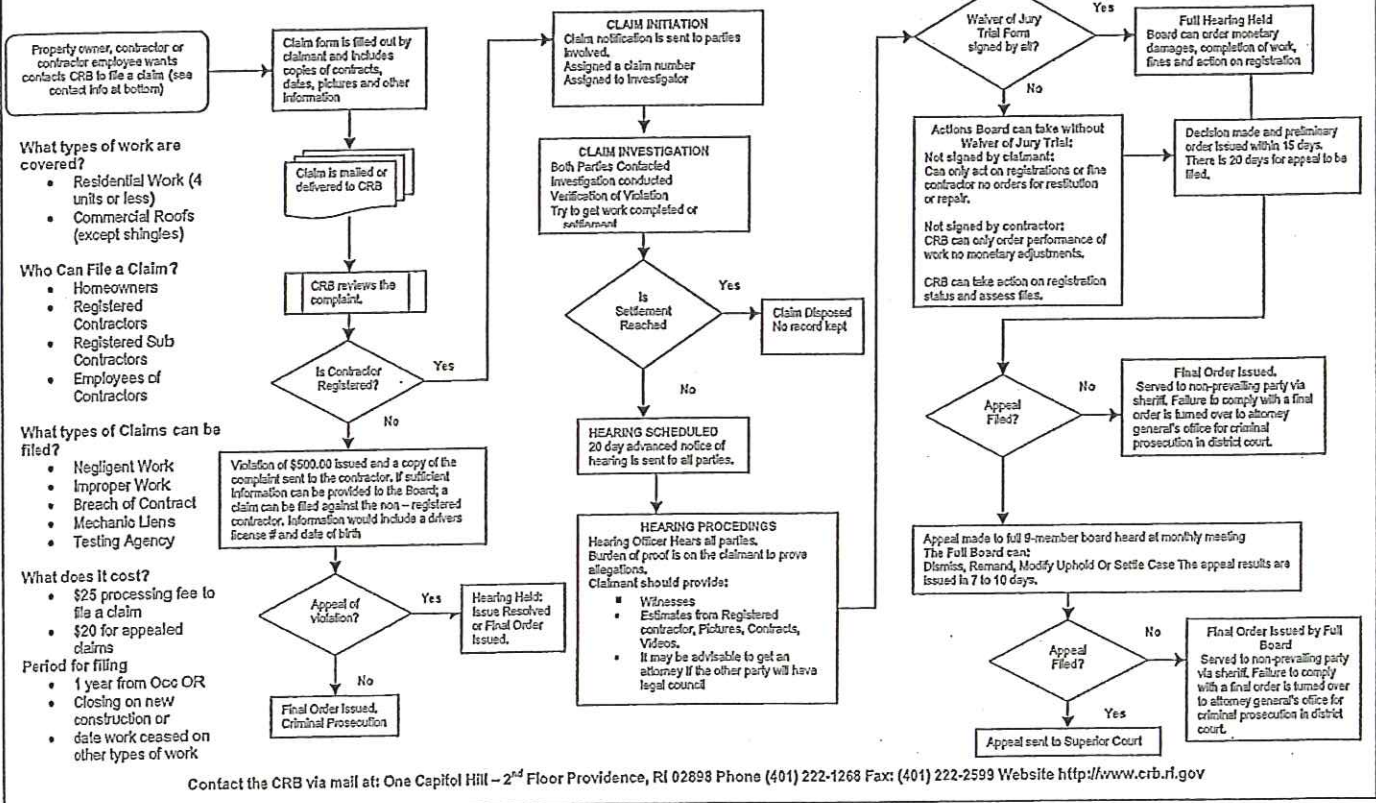 Property owner, contractor or
contractor employee wants
contacts CRB to file a claim (see
contact info at bottom)
What types of work are
covered?
• Residential Work (4
units or less)
• Commercial Roofs
(except shingles)
Who Can File a Claim?
• Homeowners
• Registered
Contractors
• Registered Sub
Contractors
• Employees of
Contractors
What types of Claims can be
filed?
• Negligent Work
• Improper Work
• Breach of Contract
• Mechanic Liens
• Testing Agency
What does it cost?
• $25 processing fee to
file a claim
• $20 for appealed
claims
Period for filing
• 1 year from Occ OR
• Closing on new
construction or
• date work ceased on
other types of work
Claim form is filled out by
claimant and includes
copies of contracts,
dates, pictures and other
Information
Claim is mailed or
delivered to CRB
CRB reviews the
complaint.
Is Contractor
Registered?
Yes
No
Violation of $500.00 issued and a copy of the
complaint sent to the contractor. If sufficient
Information can be provided to the Board; a
claim can be filed against the non – registered
contractor. Information would include a drivers
license # and date of birth
Appeal of
violation?
Yes
Hearing Held:
Issue Resolved
or Final Order
Issued.
No
Final Order Issued.
Criminal Prosecution
CLAIM INITIATION
Claim notification is sent to parties
Involved.
Assigned a claim number
Assigned to Investigator
CLAIM INVESTIGATION
Both Parties Contacted
Investigation conducted
Verification of Violation
Try to get work completed or
settlement
Is
Settlement
Reached
Yes
Claim Disposed
No record kept
No
HEARING SCHEDULED
20 day advanced notice of
hearing is sent to all parties.
HEARING PROCEDINGS
Hearing Officer Hears all parties.
Burden of proof is on the claimant to prove
allegations.
Claimant should provide:
▪ Witnesses
• Estimates from Registered
contractor, Pictures, Contracts,
Videos.
• It may be advisable to get an
attorney If the other party will have
legal council
Waiver of Jury
Trial Form
signed by all?
Yes
Full Hearing Held
Board can order monetary
damages, completion of work,
fines and action on registration
No
Actions Board can take without
Waiver of Jury Trial:
Not signed by claimant:
Can only act on registrations or fine
contractor no orders for restitution
or repair.
Not signed by contractor:
CRB can only order performance of
work no monetary adjustments.
CRB can take action on registration
status and assess files.
Decision made and preliminary
order issued within 15 days.
There is 20 days for appeal to be
filed.
Appeal
Filed?
No
Final Order Issued.
Served to non-prevailing party via
sheriff. Failure to comply with a final
order is turned over to attorney
general's office for criminal
prosecution in district court.
Appeal made to full 9-member board heard at monthly meeting
The Full Board can:
Dismiss, Remand, Modify Uphold Or Settle Case The appeal results are
issued in 7 to 10 days.
Appeal
Filed?
No
Final Order Issued by Full
Board
Served to non-prevailing party
via sheriff. Failure to comply
with a final order is turned over
to attorney general's office for
criminal prosecution in district
court.
Yes
Appeal sent to Superior Court
Contact the CRB via mail at: One Capitol Hill – 2nd Floor Providence, RI 02898 Phone (401) 222-1268 Fax: (401) 222-2599 Website http://www.crb.ri.gov